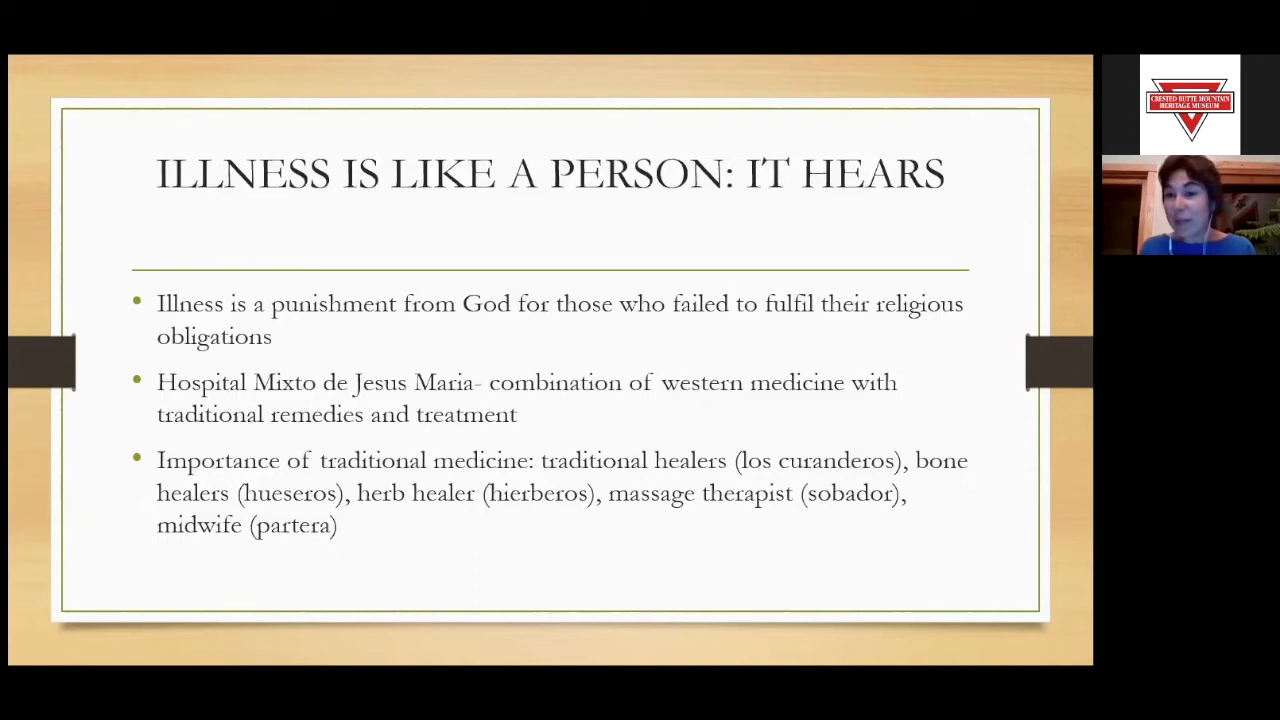 ILLNESS IS LIKE A PERSON: IT HEARS
• Illness is a punishment from God for those who failed to fulfil their religious
obligations
• Hospital Mixto de Jesus Maria- combination of western medicine with
traditional remedies and treatment
• Importance of traditional medicine: traditional healers (los curanderos), bone
healers (hueseros), herb healer (hierberos), massage therapist (sobador),
midwife (partera)
CRESTED BUTTE MOUNTAIN
HERITAGE MUSEUM